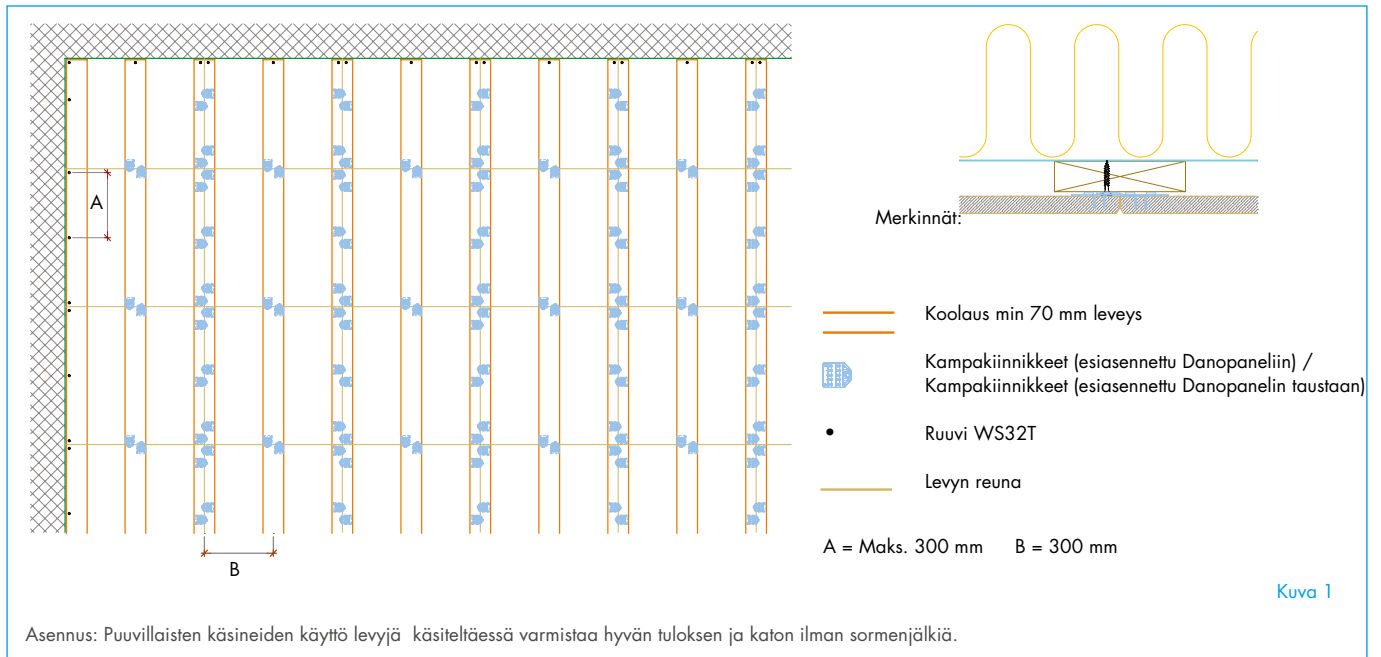 A
B
Merkinnät:
Koolaus min 70 mm leveys
Kampakiinnikkeet (esiasennettu Danopaneliin) /
Kampakiinnikkeet (esiasennettu Danopanelin taustaan)
Ruuvi WS32T
Levyn reuna
A = Maks. 300 mm B = 300 mm
Kuva 1
Asennus: Puuvillaisten käsineiden käyttö levyjä käsiteltäessä varmistaa hyvän tuloksen ja katon ilman sormenjälkiä.